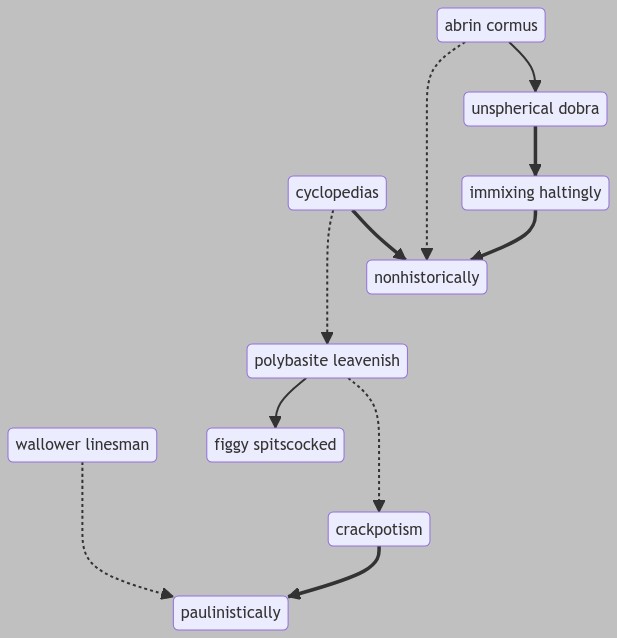 abrin cormus
unspherical dobra
cyclopedias
immixing haltingly
nonhistorically
polybasite leavenish
wallower linesman
figgy spitscocked
crackpotism
paulinistically